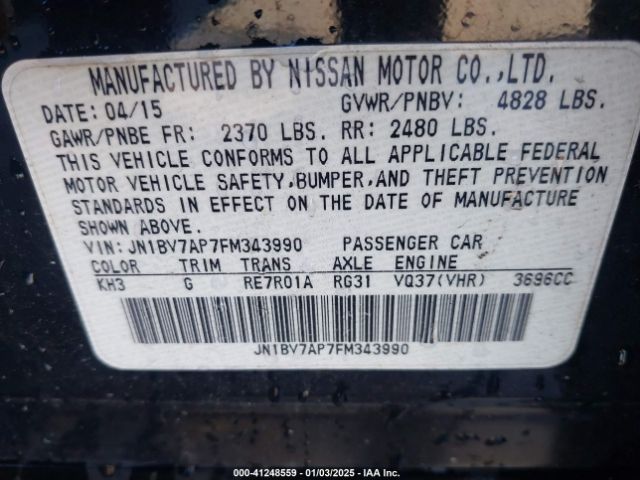 MANUFACTURED BY NISSAN MOTOR CO.,LTD.
DATE: 04/15 GVWR/PNBV: 4828 LBS.
GAWR/PNBE FR: 2370 LBS. RR: 2480 LBS.
THIS VEHICLE CONFORMS TO ALL APPLICABLE FEDERAL
MOTOR VEHICLE SAFETY,BUMPER,AND THEFT PREVENTION
STANDARDS IN EFFECT ON THE DATE OF MANUFACTURE
SHOWN ABOVE.
VIN: JN1BV7AP7FM343990 PASSENGER CAR
COLOR TRIM TRANS AXLE ENGINE
KH3 G RE7R01A RG31 VQ37(VHR) 3696CC
JN1BV7AP7FM343990
000-41248559 — 01/03/2025 — IAA Inc.